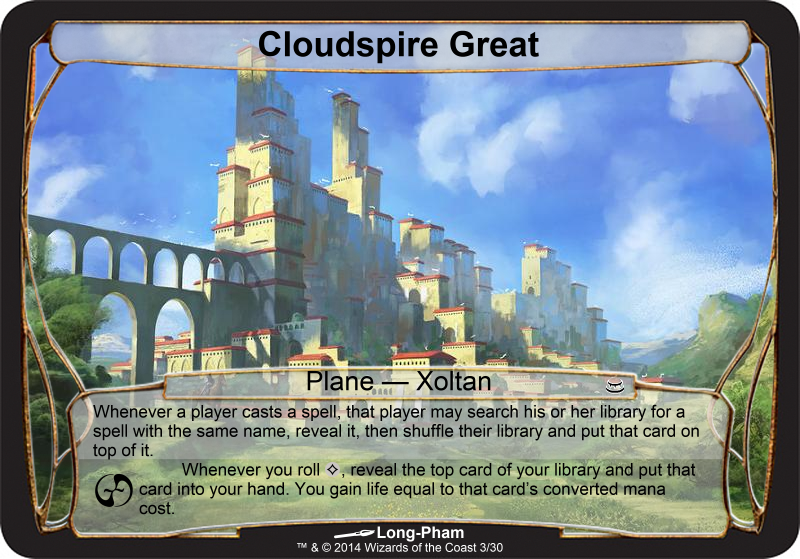 Cloudspire Great
Plane — Xoltan
Whenever a player casts a spell, that player may search his or her library for a
spell with the same name, reveal it, then shuffle their library and put that card on
top of it.
Whenever you roll , reveal the top card of your library and put that
card into your hand. You gain life equal to that card's converted mana
cost.
Long-Pham
™ & © 2014 Wizards of the Coast 3/30